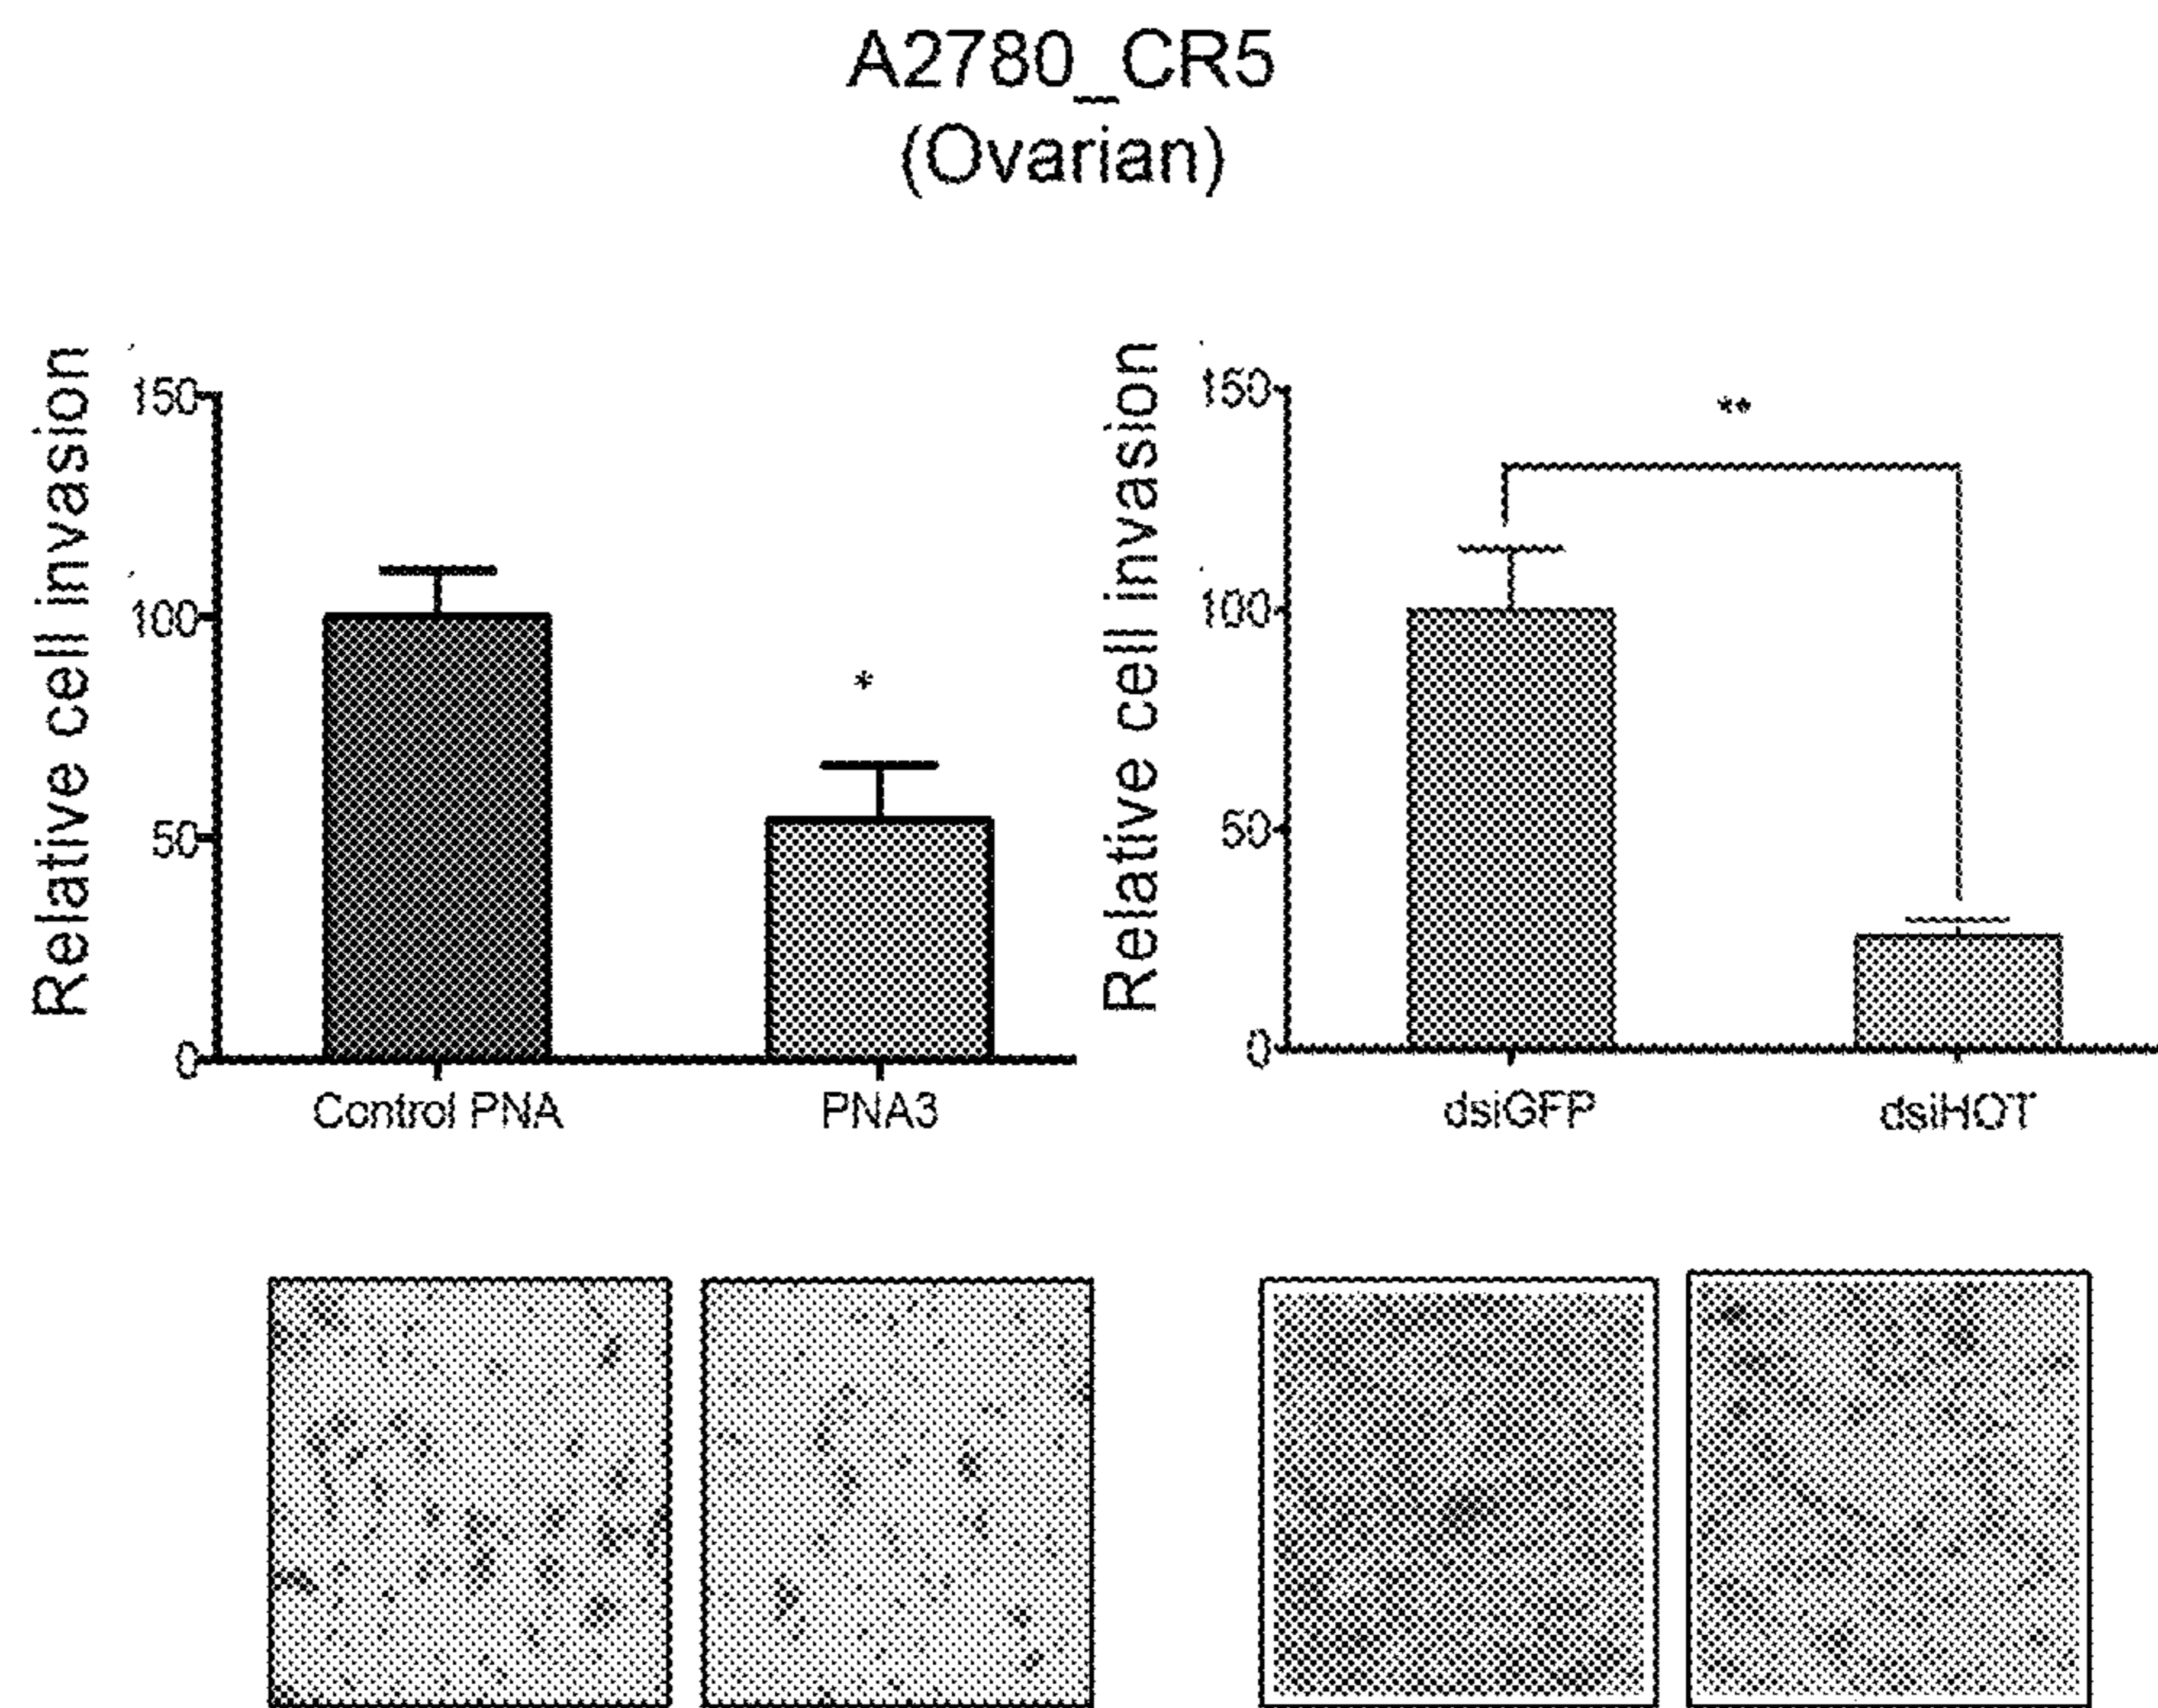 A2780_CR5
(Ovarian)
Relative cell invasion
150
100
50
0
*
Control PNA
PNA3
Relative cell invasion
150
100
50
0
**
dsiGFP
dsiHOT